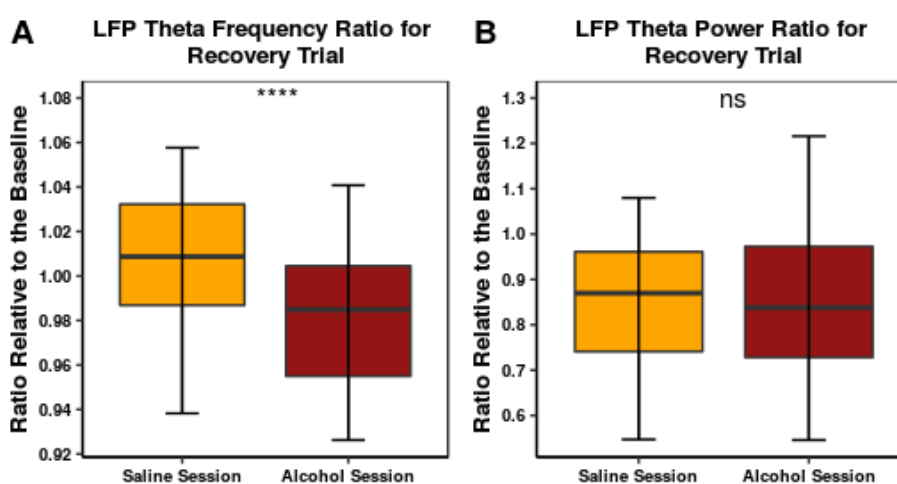 A
LFP Theta Frequency Ratio for
Recovery Trial
Ratio Relative to the Baseline
1.08
1.06
1.04
1.02
1.00
0.98
0.96
0.94
0.92
****
Saline Session
Alcohol Session
B
LFP Theta Power Ratio for
Recovery Trial
Ratio Relative to the Baseline
1.3
1.2
1.1
1.0
0.9
0.8
0.7
0.6
ns
Saline Session
Alcohol Session